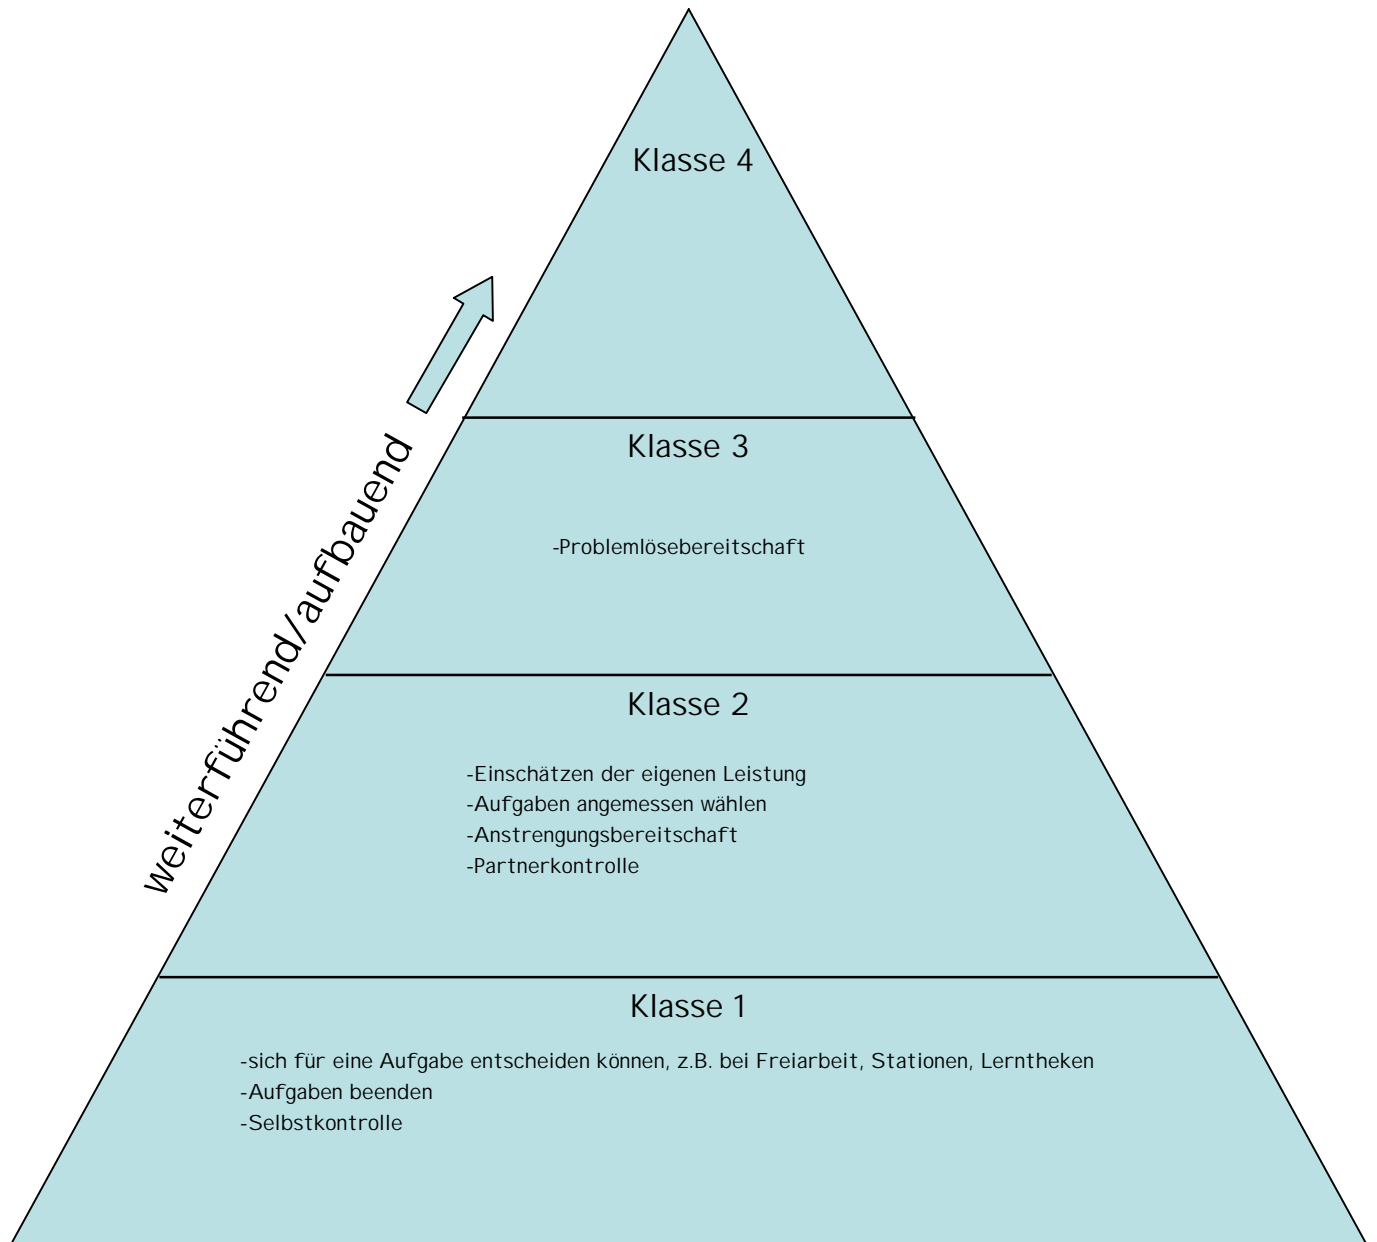 Klasse 4
weiterführend/aufbauend
Klasse 3
-Problemlösebereitschaft
Klasse 2
-Einschätzen der eigenen Leistung
-Aufgaben angemessen wählen
-Anstrengungsbereitschaft
-Partnerkontrolle
Klasse 1
-sich für eine Aufgabe entscheiden können, z.B. bei Freiarbeit, Stationen, Lerntheken
-Aufgaben beenden
-Selbstkontrolle